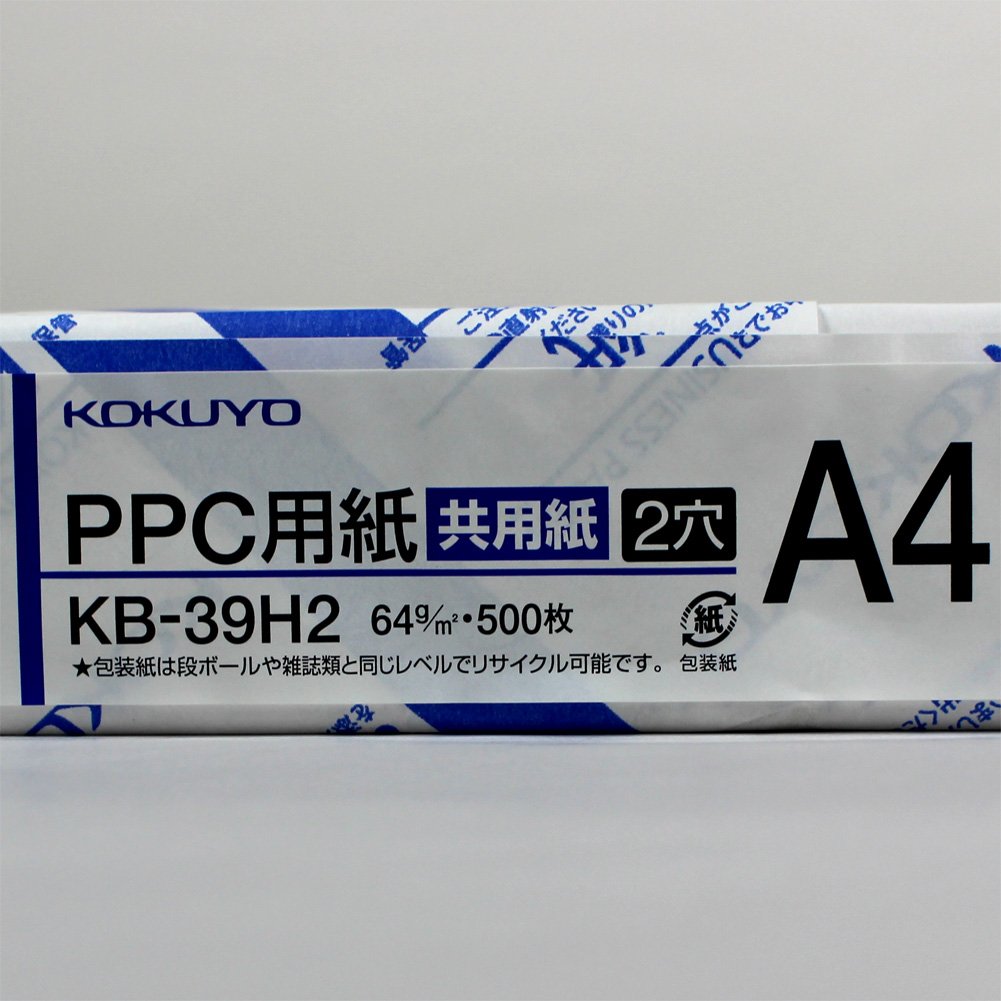 KOKUYO
PPC用紙 共用紙 2穴 A4
KB-39H2 64g/m²・500枚 紙
★包装紙は段ボールや雑誌類と同じレベルでリサイクル可能です。 包装紙